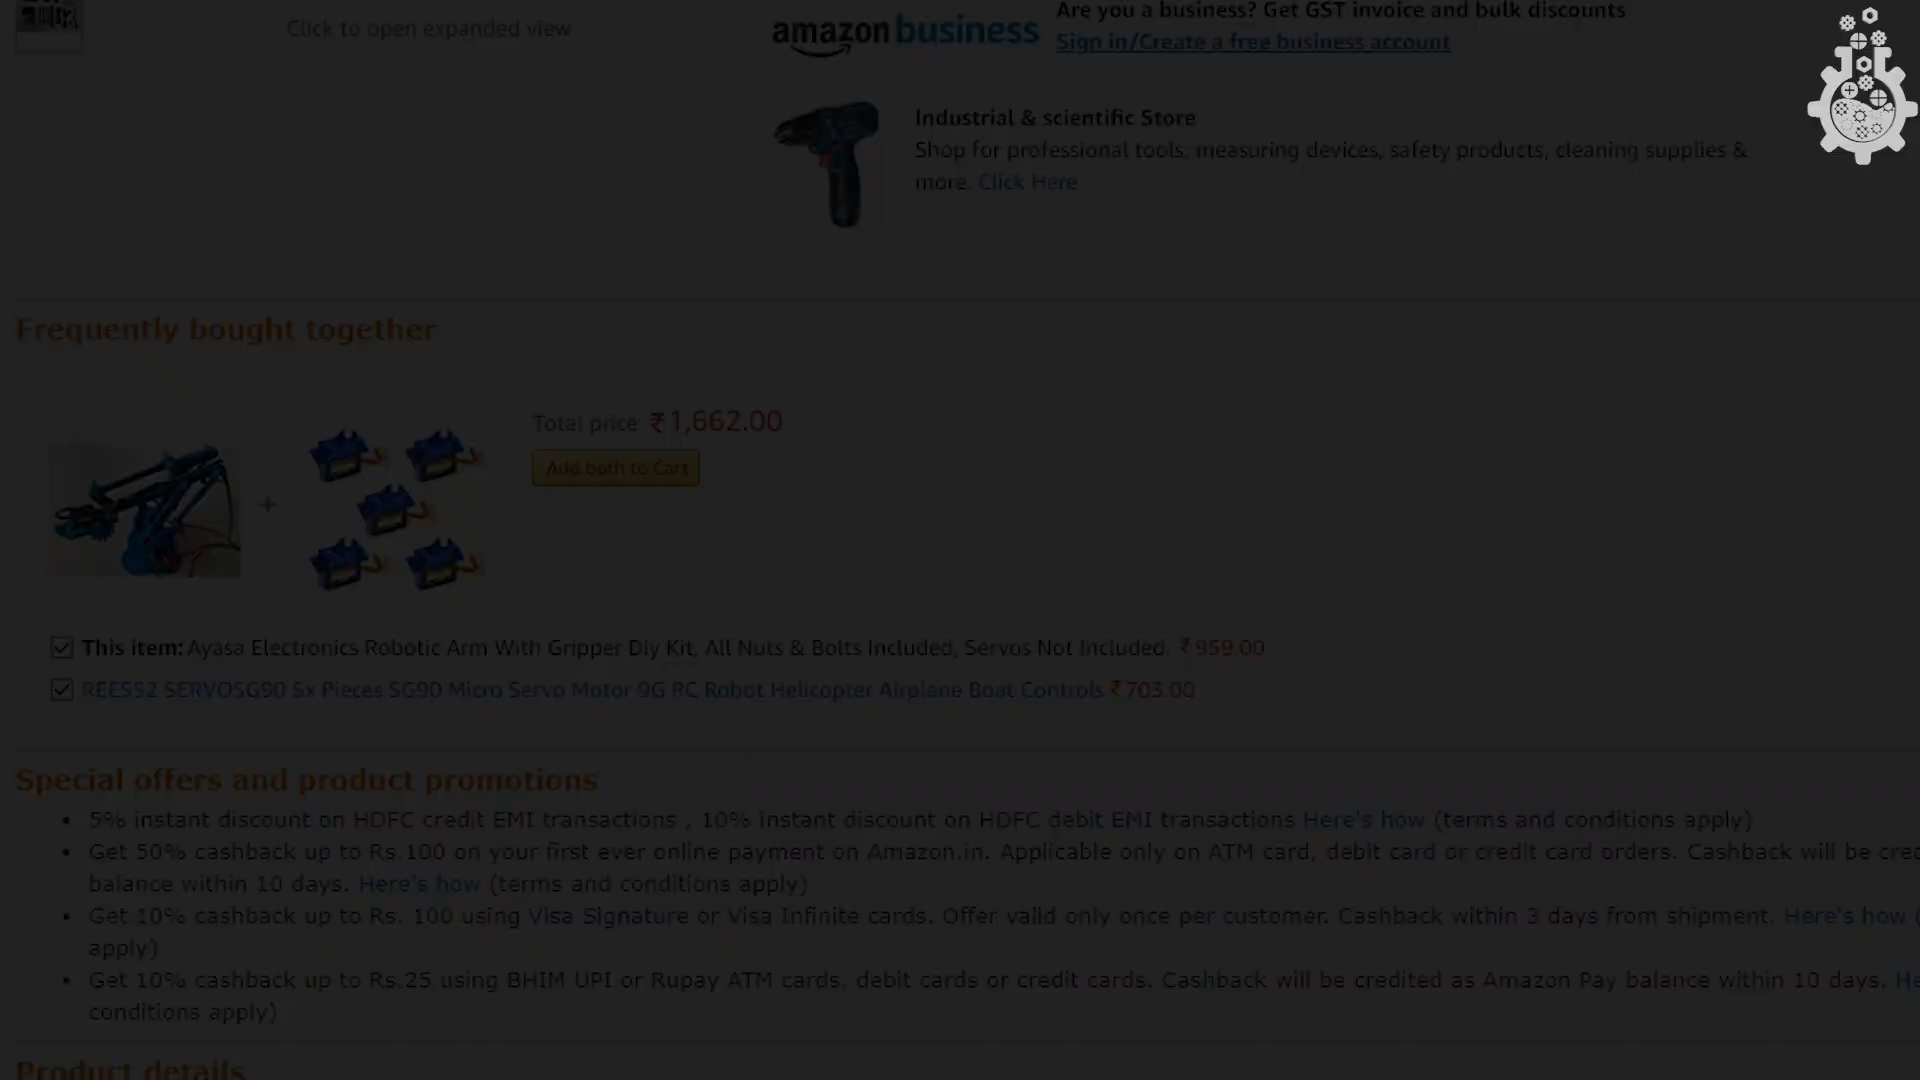 Click to open expanded view
amazon business
Are you a business? Get GST invoice and bulk discounts
Sign in/Create a free business account
Industrial & scientific Store
Shop for professional tools, measuring devices, safety products, cleaning supplies &
more. Click Here
Frequently bought together
+
Total price ₹1,662.00
Add both to Cart
This item: Ayasa Electronics Robotic Arm With Gripper Diy Kit, All Nuts & Bolts Included, Servos Not Included. ₹959.00
REES52 SERVOSG90 5x Pieces SG90 Micro Servo Motor 9G RC Robot Helicopter Airplane Boat Controls ₹703.00
Special offers and product promotions
• 5% instant discount on HDFC credit EMI transactions , 10% instant discount on HDFC debit EMI transactions Here's how (terms and conditions apply)
• Get 50% cashback up to Rs.100 on your first ever online payment on Amazon.in. Applicable only on ATM card, debit card or credit card orders. Cashback will be cred
balance within 10 days. Here's how (terms and conditions apply)
• Get 10% cashback up to Rs. 100 using Visa Signature or Visa Infinite cards. Offer valid only once per customer. Cashback within 3 days from shipment. Here's how (
apply)
• Get 10% cashback up to Rs.25 using BHIM UPI or Rupay ATM cards, debit cards or credit cards. Cashback will be credited as Amazon Pay balance within 10 days. He
conditions apply)
Product details